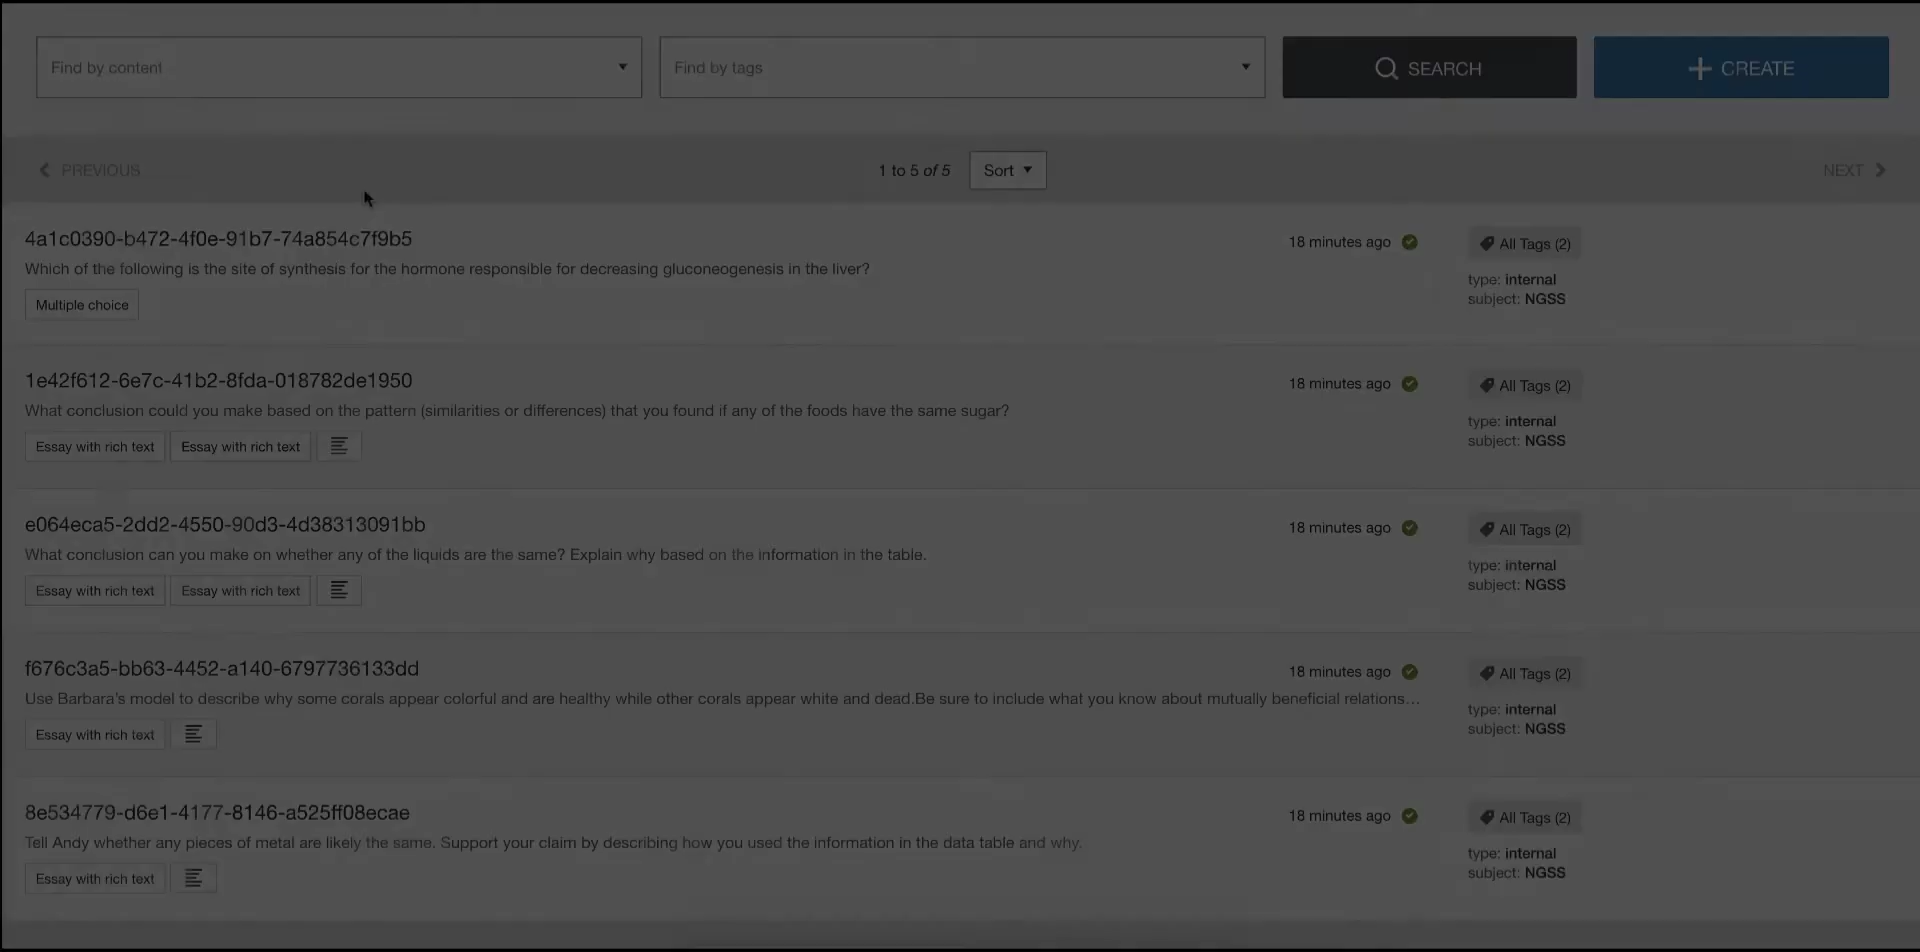 Find by content
Find by tags
SEARCH
CREATE
PREVIOUS
1 to 5 of 5
Sort
NEXT
4a1c0390-b472-4f0e-91b7-74a854c7f9b5
18 minutes ago
All Tags (2)
Which of the following is the site of synthesis for the hormone responsible for decreasing gluconeogenesis in the liver?
type: internal
subject: NGSS
Multiple choice
1e42f612-6e7c-41b2-8fda-018782de1950
18 minutes ago
All Tags (2)
What conclusion could you make based on the pattern (similarities or differences) that you found if any of the foods have the same sugar?
type: internal
subject: NGSS
Essay with rich text
Essay with rich text
e064eca5-2dd2-4550-90d3-4d38313091bb
18 minutes ago
All Tags (2)
What conclusion can you make on whether any of the liquids are the same? Explain why based on the information in the table.
type: internal
subject: NGSS
Essay with rich text
Essay with rich text
f676c3a5-bb63-4452-a140-6797736133dd
18 minutes ago
All Tags (2)
Use Barbara's model to describe why some corals appear colorful and are healthy while other corals appear white and dead.Be sure to include what you know about mutually beneficial relations...
type: internal
subject: NGSS
Essay with rich text
8e534779-d6e1-4177-8146-a525ff08ecae
18 minutes ago
All Tags (2)
Tell Andy whether any pieces of metal are likely the same. Support your claim by describing how you used the information in the data table and why.
type: internal
subject: NGSS
Essay with rich text